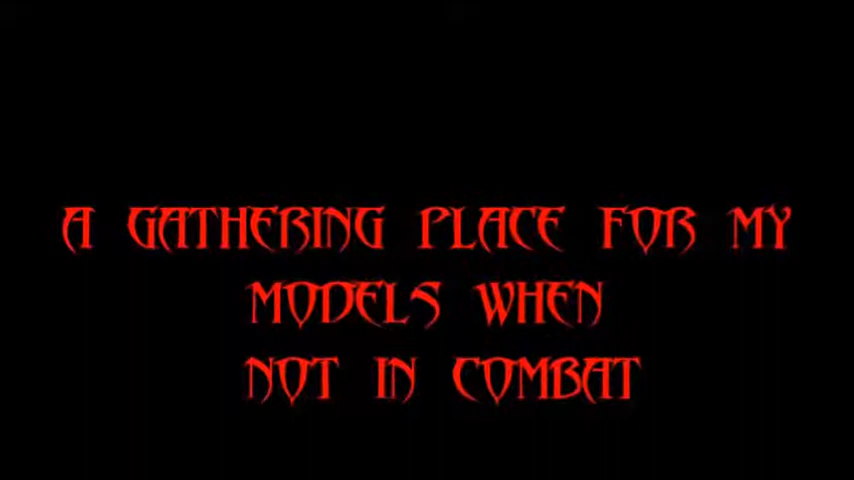 A GATHERING PLACE FOR MY
MODELS WHEN
NOT IN COMBAT